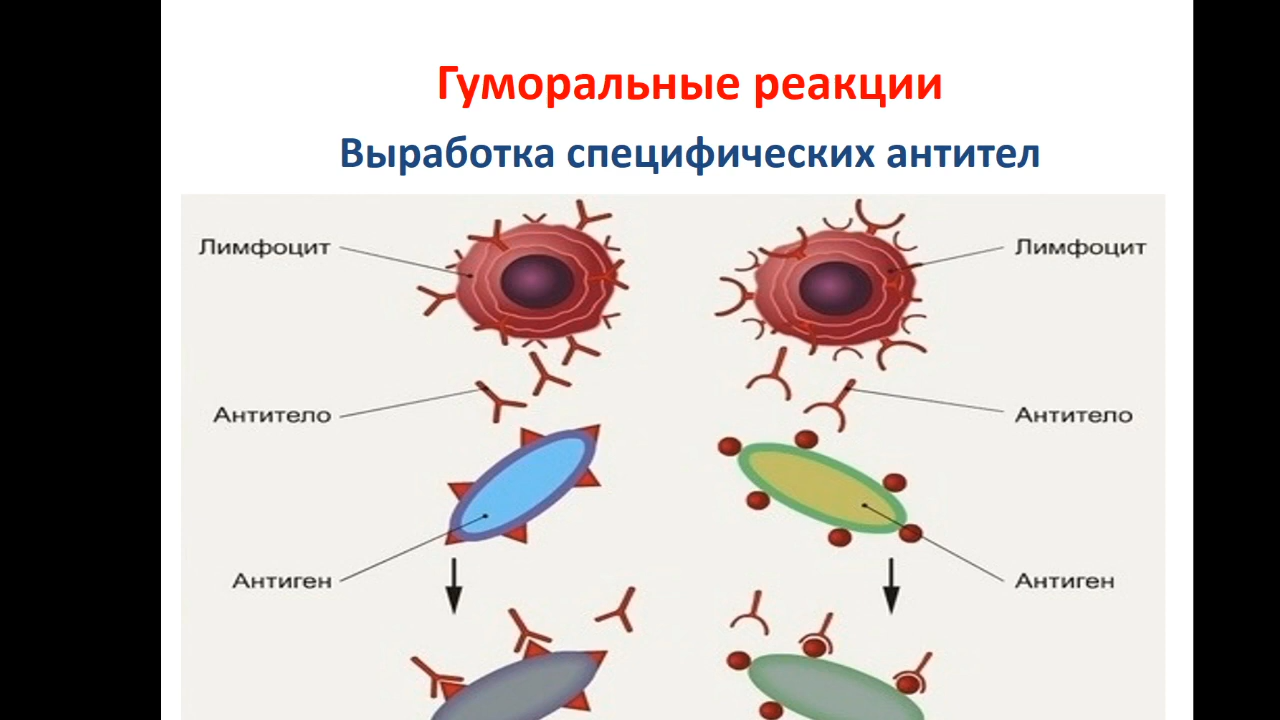 Гуморальные реакции
Выработка специфических антител
Лимфоцит
Лимфоцит
Антитело
Антитело
Антиген
Антиген